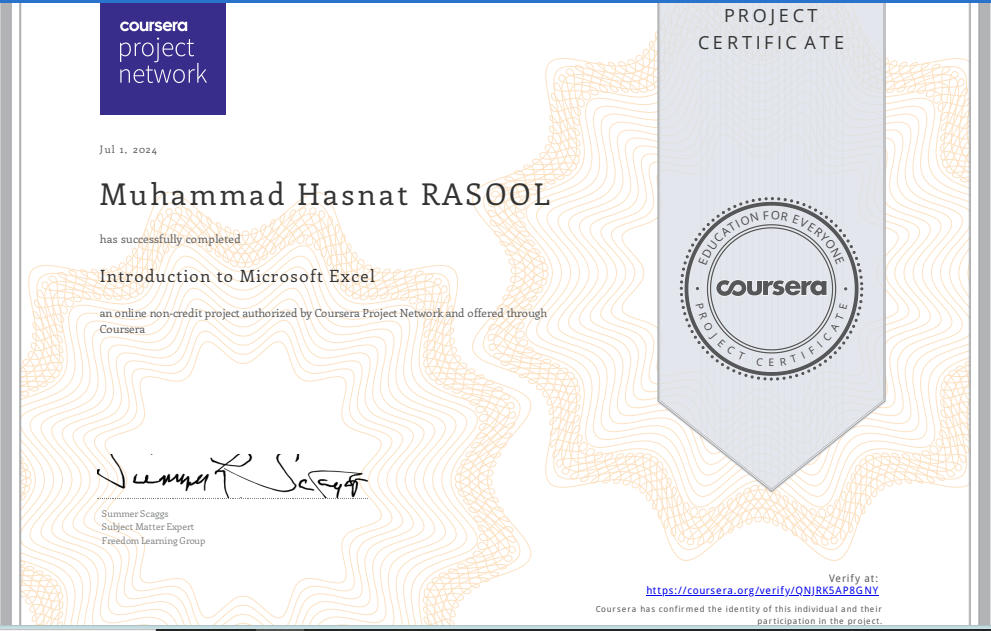 coursera
project
network
PROJECT
CERTIFICATE
Jul 1, 2024
Muhammad Hasnat RASOOL
has successfully completed
Introduction to Microsoft Excel
an online non-credit project authorized by Coursera Project Network and offered through
Coursera
EDUCATION FOR EVERYONE
coursera
PROJECT CERTIFICATE
Summer Scaggs
Summer Scaggs
Subject Matter Expert
Freedom Learning Group
Verify at:
https://coursera.org/verify/QNJRK5AP8GNY
Coursera has confirmed the identity of this individual and their
participation in the project.